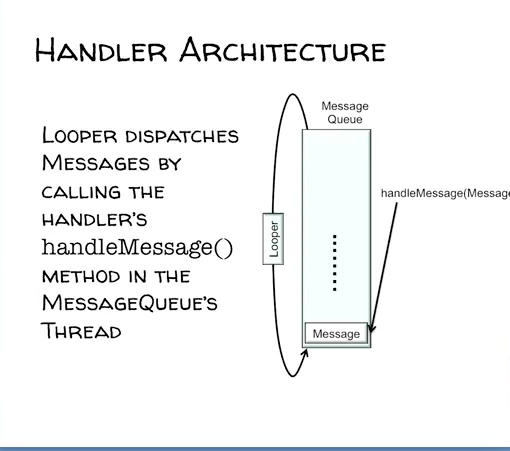 Handler Architecture
Looper dispatches
Messages by
calling the
handler's
handleMessage()
method in the
MessageQueue's
Thread
Message
Queue
handleMessage(Message
Looper
Message